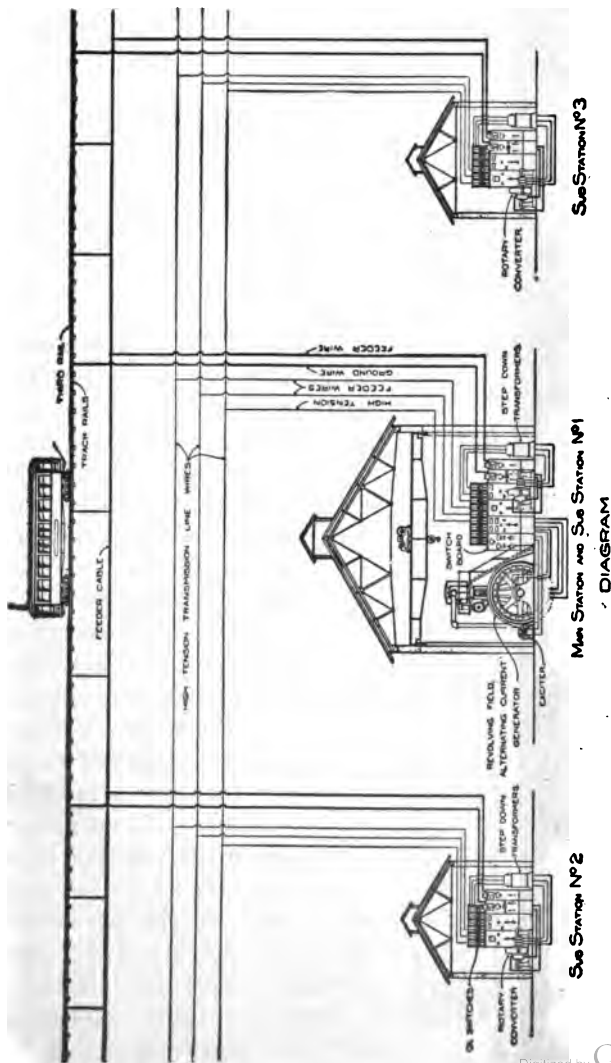 THIRD RAIL
TRACK RAILS
FEEDER CABLE
HIGH TENSION TRANSMISSION LINE WIRES
FEEDER WIRE
GROUND WIRE
FEEDER WIRES
HIGH TENSION
OIL SWITCHES
ROTARY
CONVERTER
STEP DOWN
TRANSFORMERS
SUB STATION Nº2
REVOLVING FIELD,
ALTERNATING CURRENT
GENERATOR
EXCITER
SWITCH
BOARD
STEP DOWN
TRANSFORMERS
MAIN STATION AND SUB STATION Nº1
ROTARY
CONVERTER
SUB STATION Nº3
DIAGRAM